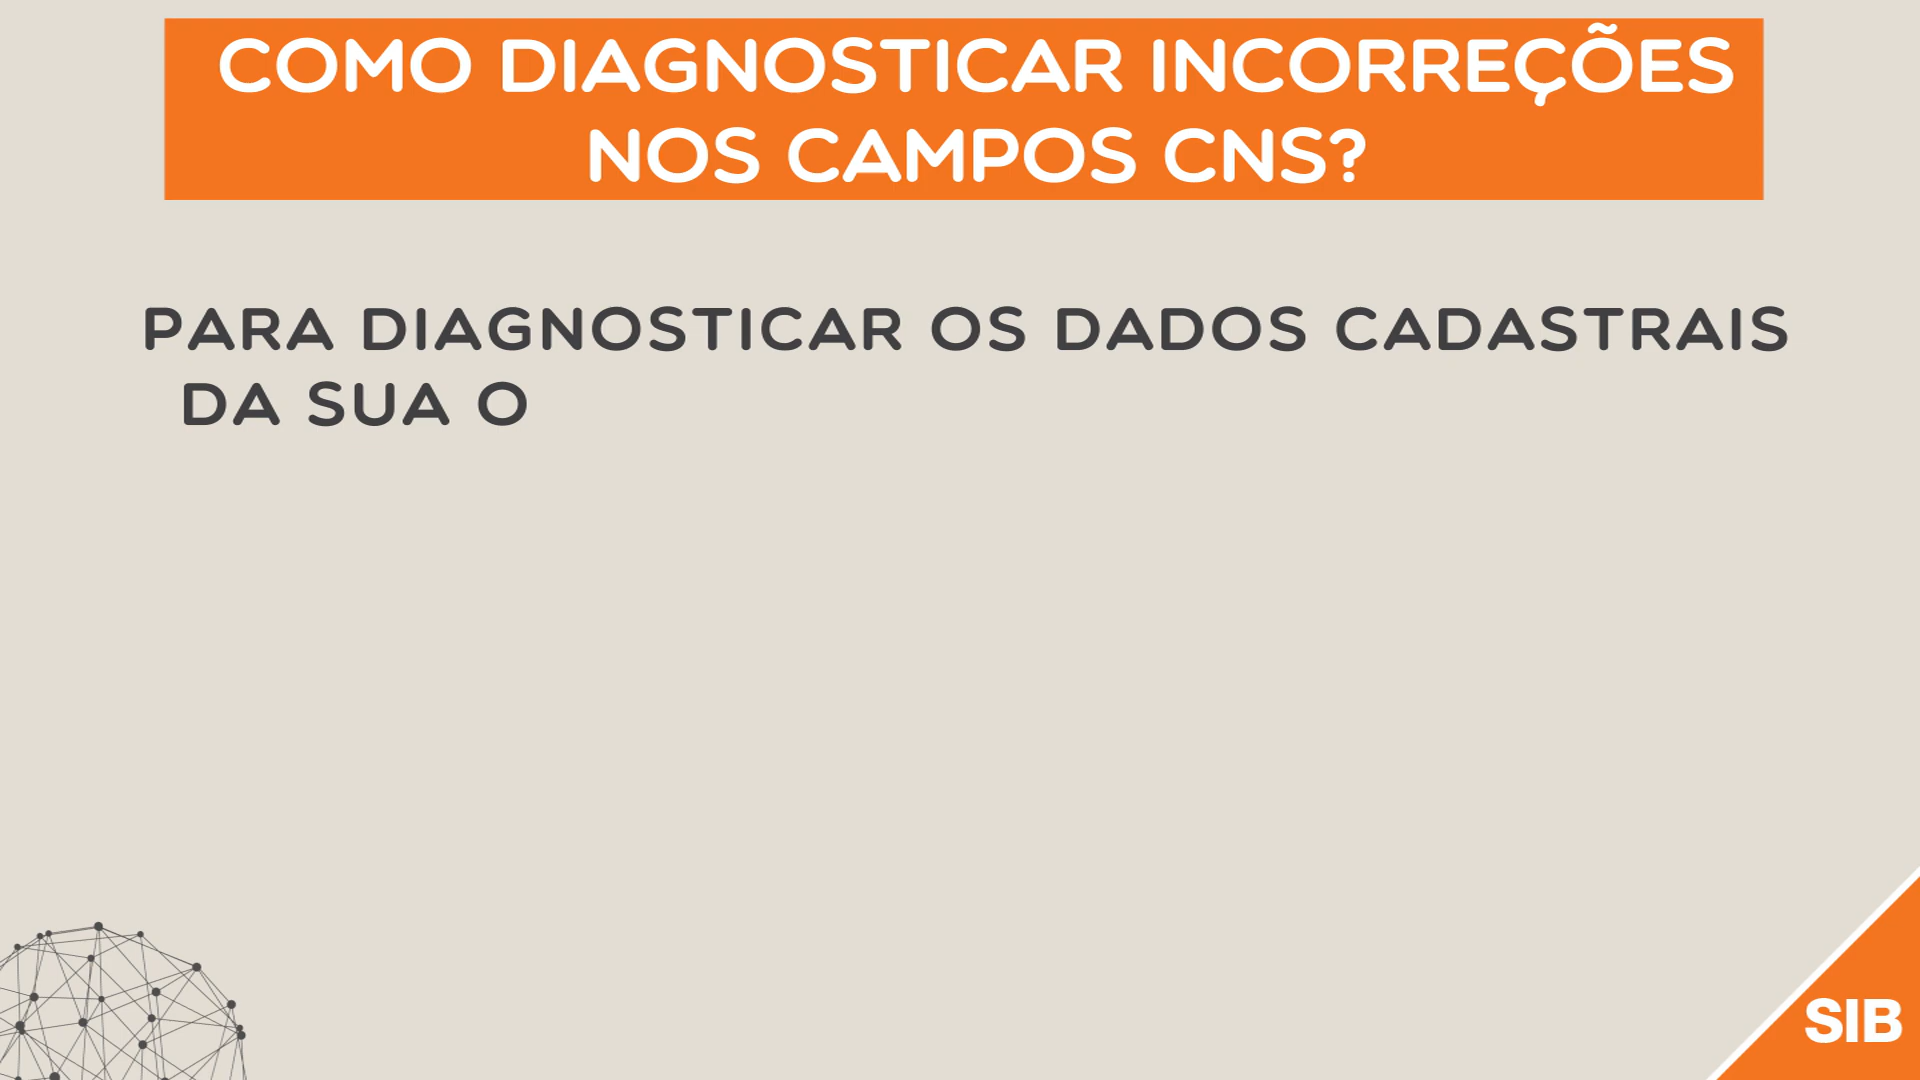 COMO DIAGNOSTICAR INCORREÇÕES
NOS CAMPOS CNS?
PARA DIAGNOSTICAR OS DADOS CADASTRAIS
DA SUA O
SIB